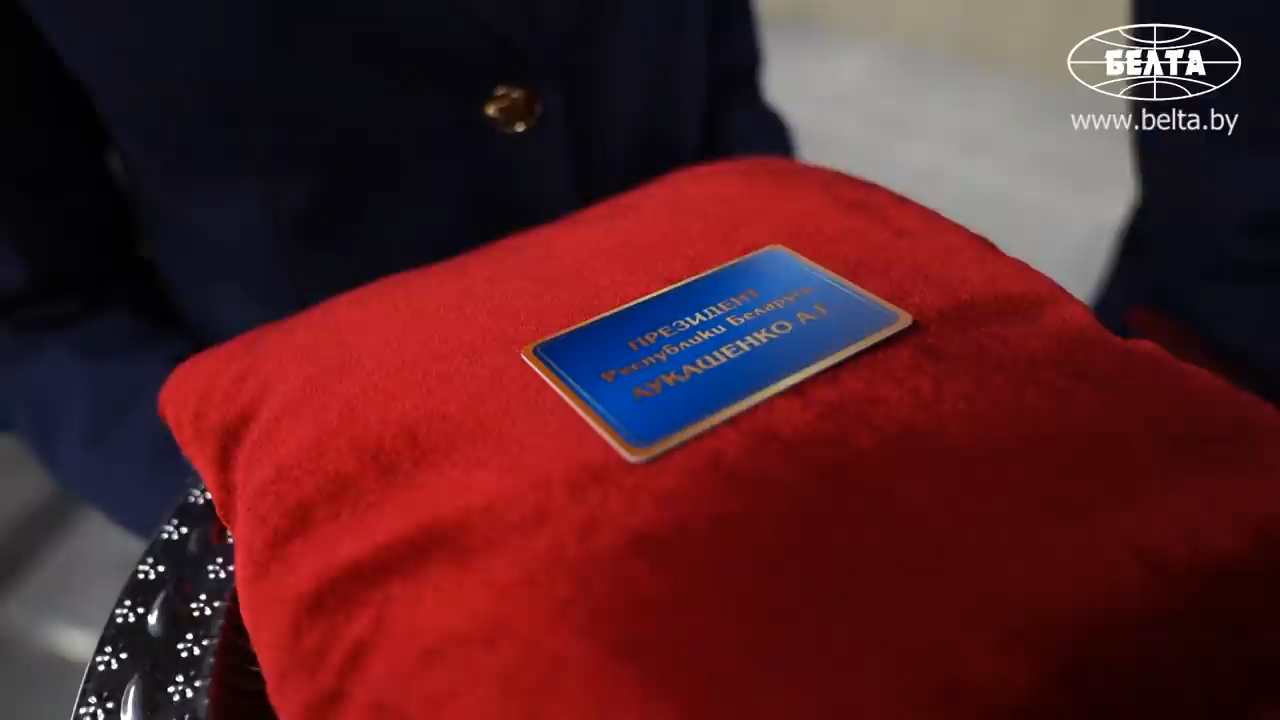 БЕЛТА
www.belta.by
ПРЕЗИДЕНТ
Республики Беларусь
ЛУКАШЕНКО А.Г